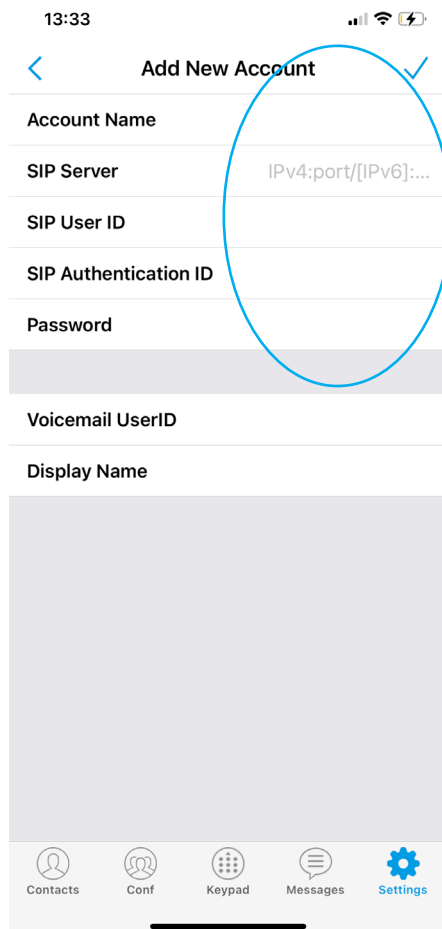 13:33
Add New Account
Account Name
SIP Server IPv4:port/[IPv6]:...
SIP User ID
SIP Authentication ID
Password
Voicemail UserID
Display Name
Contacts Conf Keypad Messages Settings